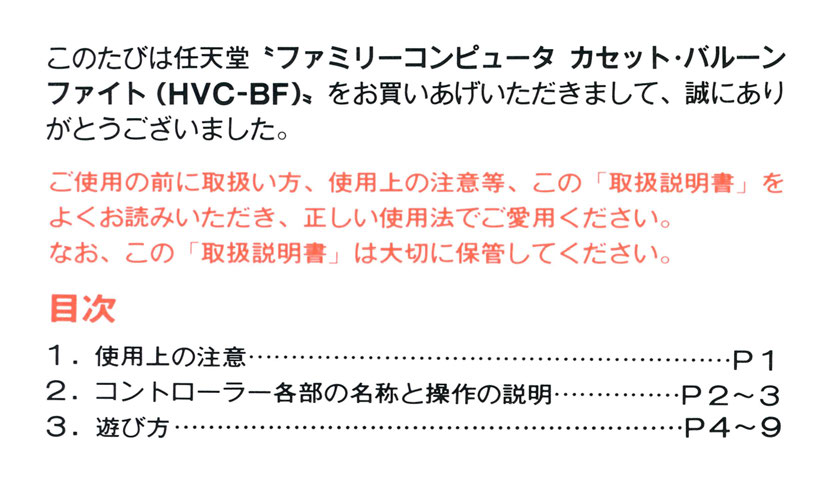 このたびは任天堂〝ファミリーコンピュータ カセット・バルーン
ファイト(HVC-BF)〟をお買いあげいただきまして、誠にあり
がとうございました。
ご使用の前に取扱い方、使用上の注意等、この「取扱説明書」を
よくお読みいただき、正しい使用法でご愛用ください。
なお、この「取扱説明書」は大切に保管してください。
目次
1. 使用上の注意……………………………………………………P1
2. コントローラー各部の名称と操作の説明……………P2〜3
3. 遊び方………………………………………………………P4〜9